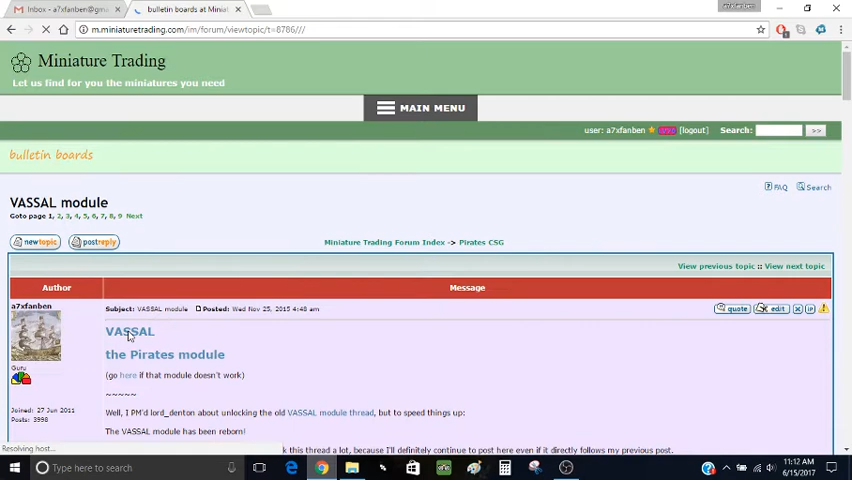 a7xfanben
Inbox - a7xfanben@gma
bulletin boards at Miniat
m.miniaturetrading.com/im/forum/viewtopic/t=8786///
Miniature Trading
Let us find for you the miniatures you need
MAIN MENU
user: a7xfanben [logout] Search: >>
bulletin boards
FAQ Search
VASSAL module
Goto page 1, 2, 3, 4, 5, 6, 7, 8, 9 Next
newtopic postreply Miniature Trading Forum Index -> Pirates CSG
View previous topic :: View next topic
Author Message
a7xfanben
Subject: VASSAL module Posted: Wed Nov 25, 2015 4:48 am quote edit X IP
VASSAL
the Pirates module
Guru
(go here if that module doesn't work)
~~~~~
Joined: 27 Jun 2011
Posts: 3998
Well, I PM'd lord_denton about unlocking the old VASSAL module thread, but to speed things up:
The VASSAL module has been reborn!
Resolving host...
k this thread a lot, because I'll definitely continue to post here even if it directly follows my previous post.
Type here to search
11:12 AM
6/15/2017